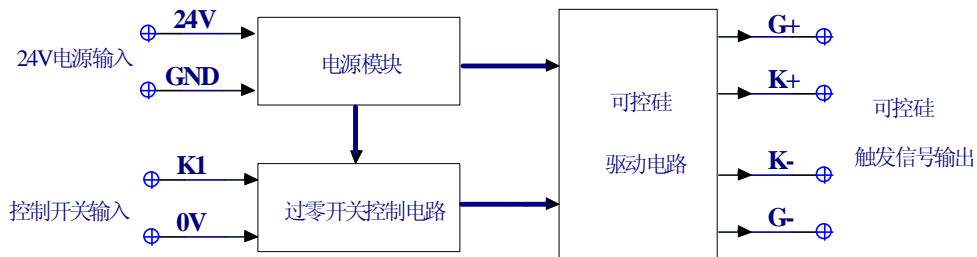 24V
24V电源输入
GND
电源模块
K1
控制开关输入
0V
过零开关控制电路
可控硅
驱动电路
G+
K+
K-
G-
可控硅
触发信号输出